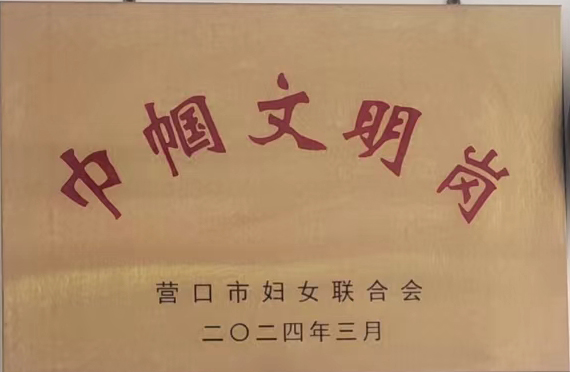 巾帼文明岗
营口市妇女联合会
二〇二四年三月